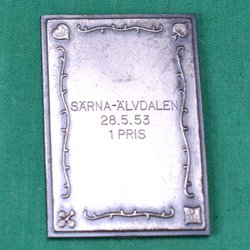 SÄRNA-ÄLVDALEN
28.5.53
1 PRIS